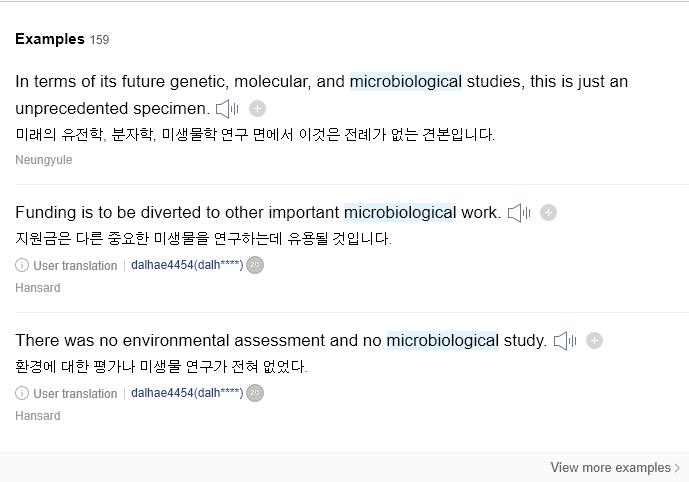 Examples 159
In terms of its future genetic, molecular, and microbiological studies, this is just an
unprecedented specimen.
미래의 유전학, 분자학, 미생물학 연구 면에서 이것은 전례가 없는 견본입니다.
Neungyule
Funding is to be diverted to other important microbiological work.
지원금은 다른 중요한 미생물을 연구하는데 유용될 것입니다.
User translation | dalhae4454(dalh****) 20
Hansard
There was no environmental assessment and no microbiological study.
환경에 대한 평가나 미생물 연구가 전혀 없었다.
User translation | dalhae4454(dalh****) 20
Hansard
View more examples >